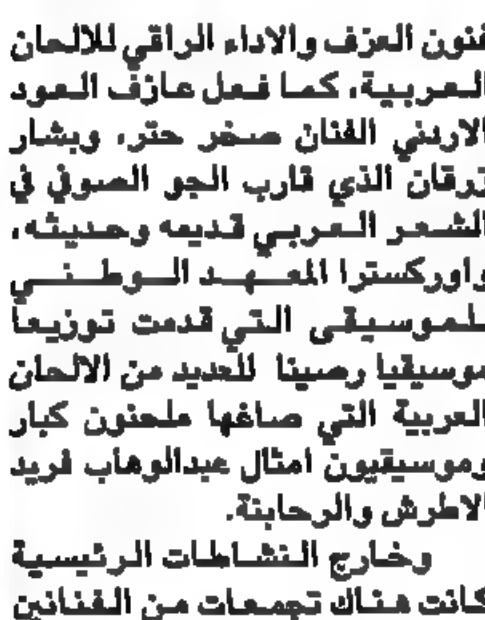 فنون العزف والاداء الراقي للالحان
العربية، كما فعل عازف العود
الاردني الفنان صخر حتر، وبشار
زرقان الذي قارب الجو الصوفي في
الشعر العربي قديمه وحديثه،
وأوركسترا المعهد الوطني
للموسيقى التي قدمت توزيعاً
موسيقيا رصينا للعديد من الالحان
العربية التي صاغها ملحنون كبار
وموسيقيون امثال عبدالوهاب فريد
الاطرش والرحابنة.
وخارج النشاطات الرئيسية
كانت هناك تجمعات من الفنانين